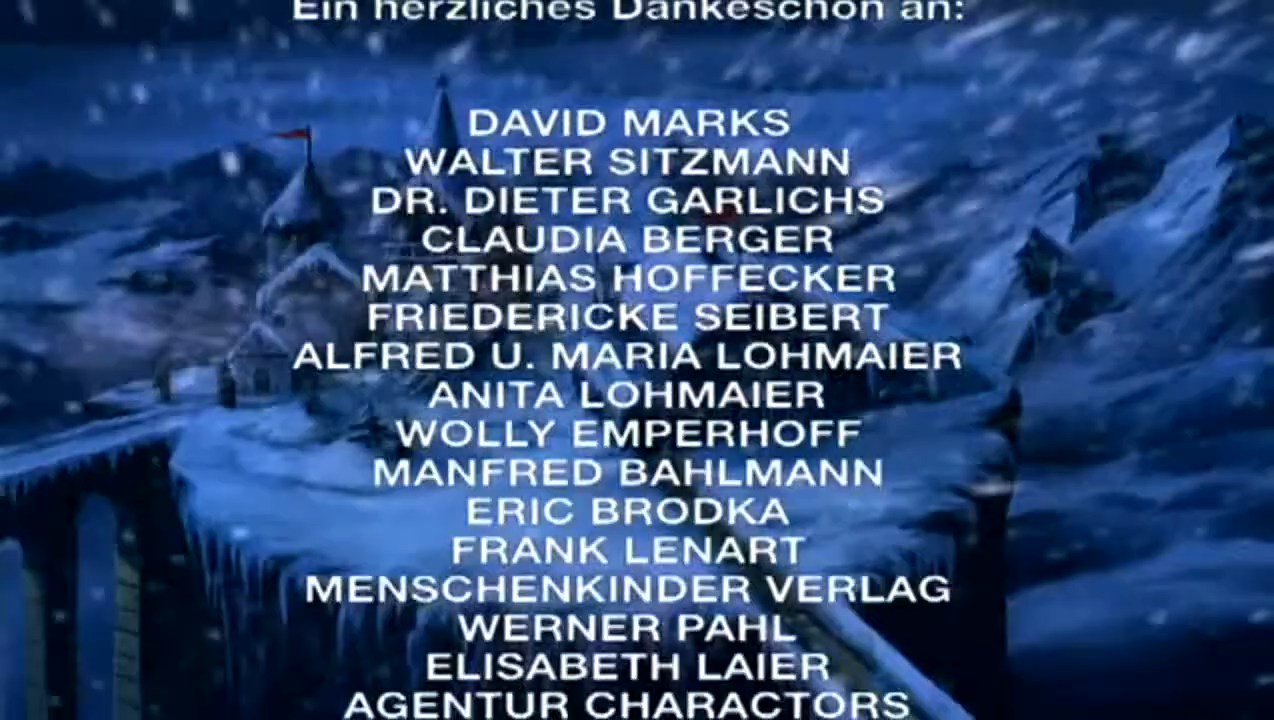 Ein herzliches Dankeschön an:
DAVID MARKS
WALTER SITZMANN
DR. DIETER GARLICHS
CLAUDIA BERGER
MATTHIAS HOFFECKER
FRIEDERICKE SEIBERT
ALFRED U. MARIA LOHMAIER
ANITA LOHMAIER
WOLLY EMPERHOFF
MANFRED BAHLMANN
ERIC BRODKA
FRANK LENART
MENSCHENKINDER VERLAG
WERNER PAHL
ELISABETH LAIER
AGENTUR CHARACTORS